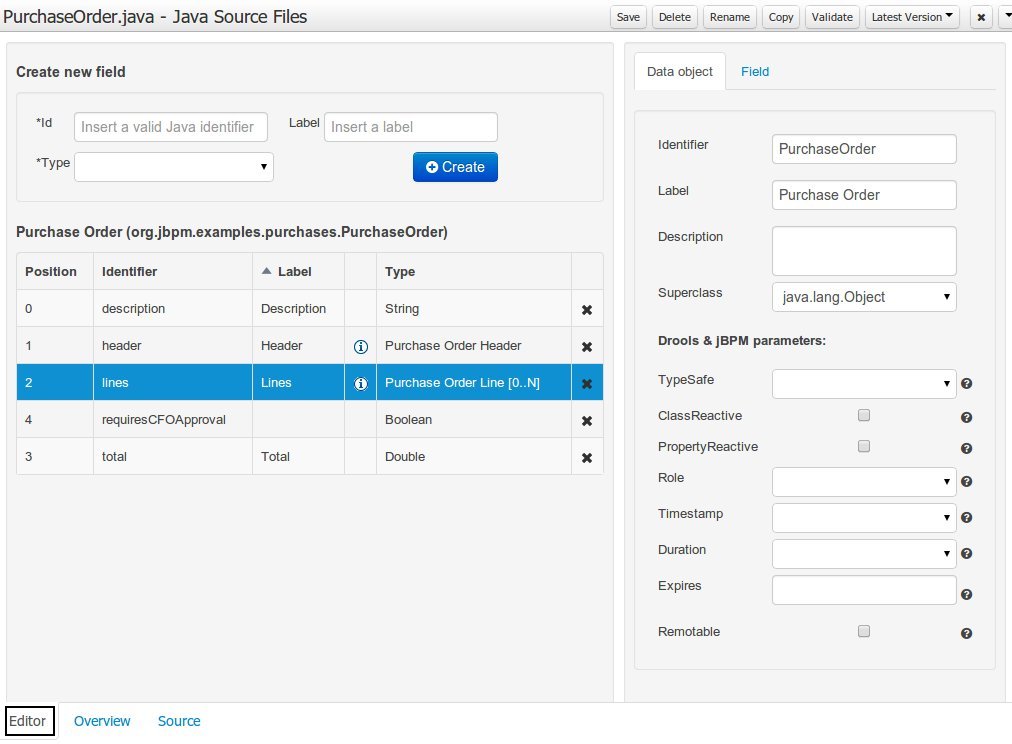 PurchaseOrder.java - Java Source Files
Save Delete Rename Copy Validate Latest Version
Create new field
*Id Insert a valid Java identifier Label Insert a label
*Type Create
Purchase Order (org.jbpm.examples.purchases.PurchaseOrder)
Position Identifier Label Type
0 description Description String
1 header Header Purchase Order Header
2 lines Lines Purchase Order Line [0..N]
4 requiresCFOApproval Boolean
3 total Total Double
Data object Field
Identifier PurchaseOrder
Label Purchase Order
Description
Superclass java.lang.Object
Drools & jBPM parameters:
TypeSafe
ClassReactive
PropertyReactive
Role
Timestamp
Duration
Expires
Remotable
Editor Overview Source